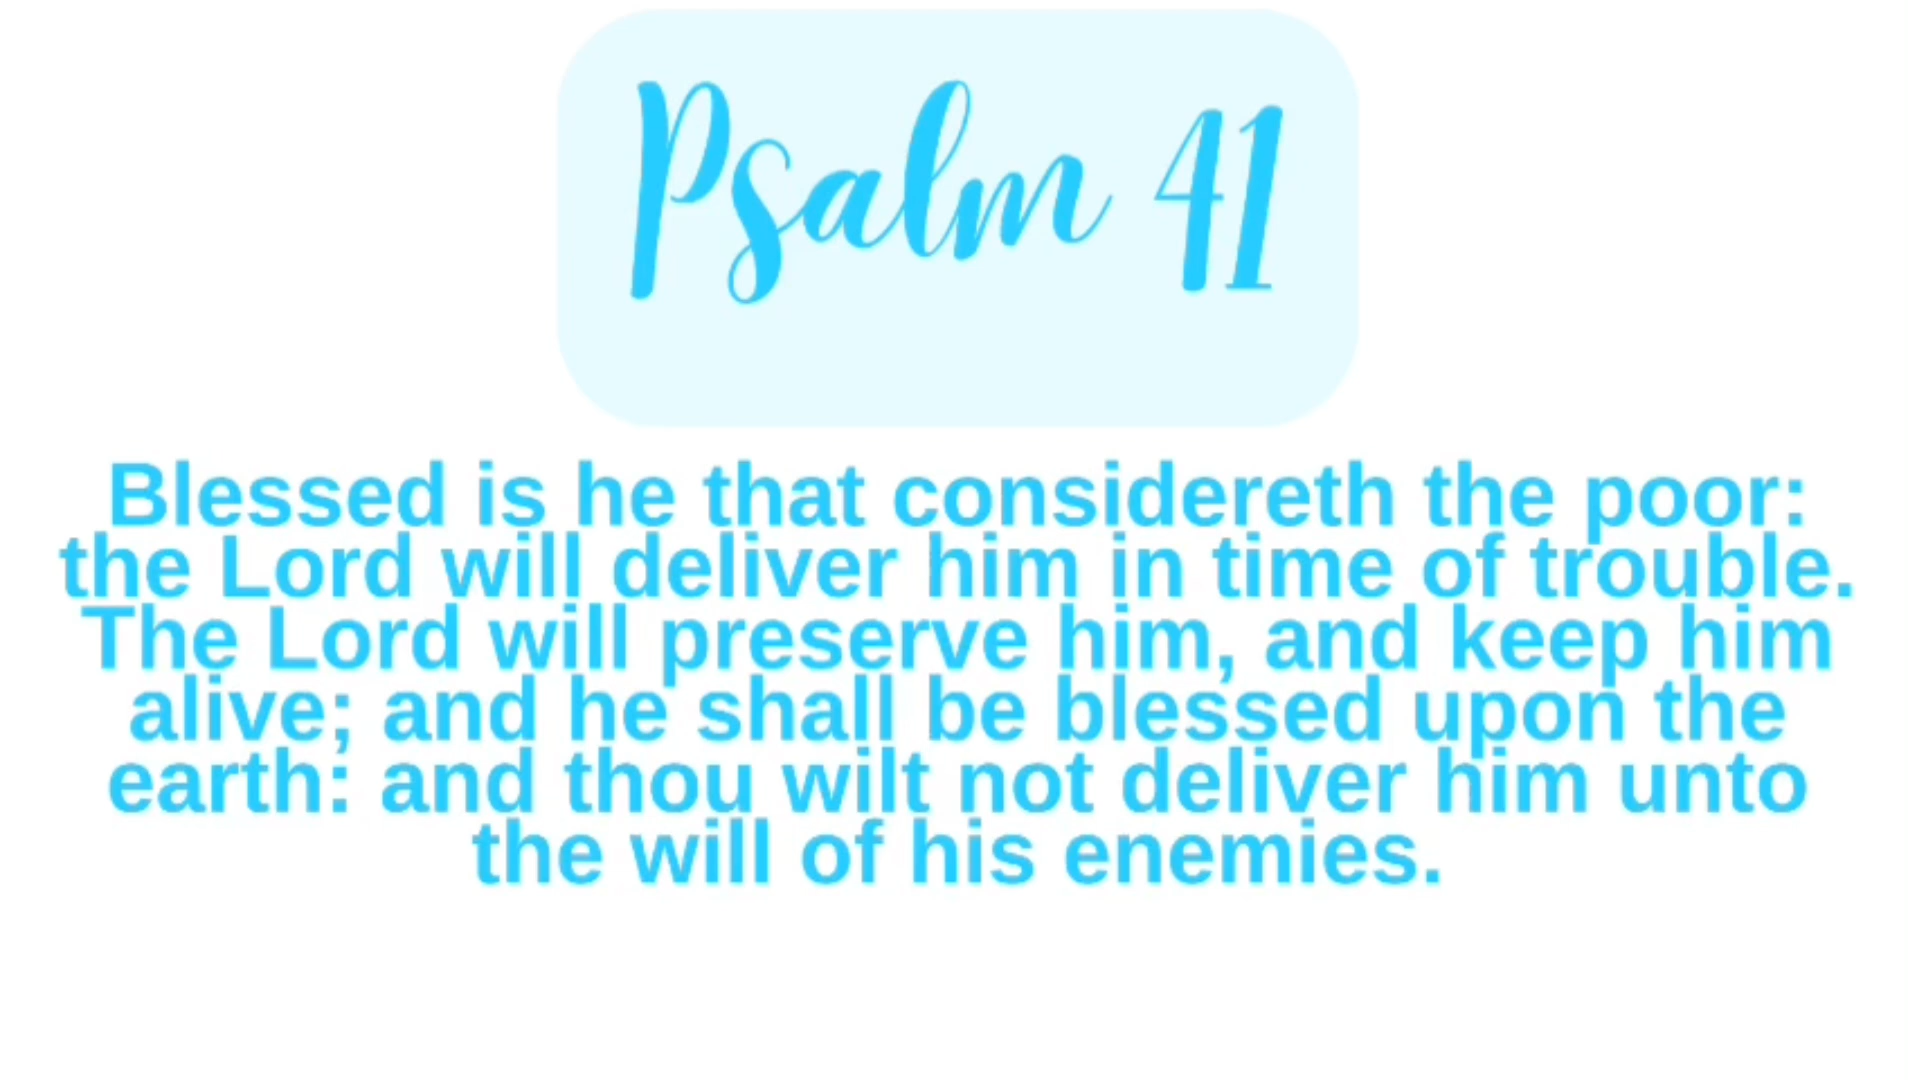 Psalm 41
Blessed is he that considereth the poor:
the Lord will deliver him in time of trouble.
The Lord will preserve him, and keep him
alive; and he shall be blessed upon the
earth: and thou wilt not deliver him unto
the will of his enemies.